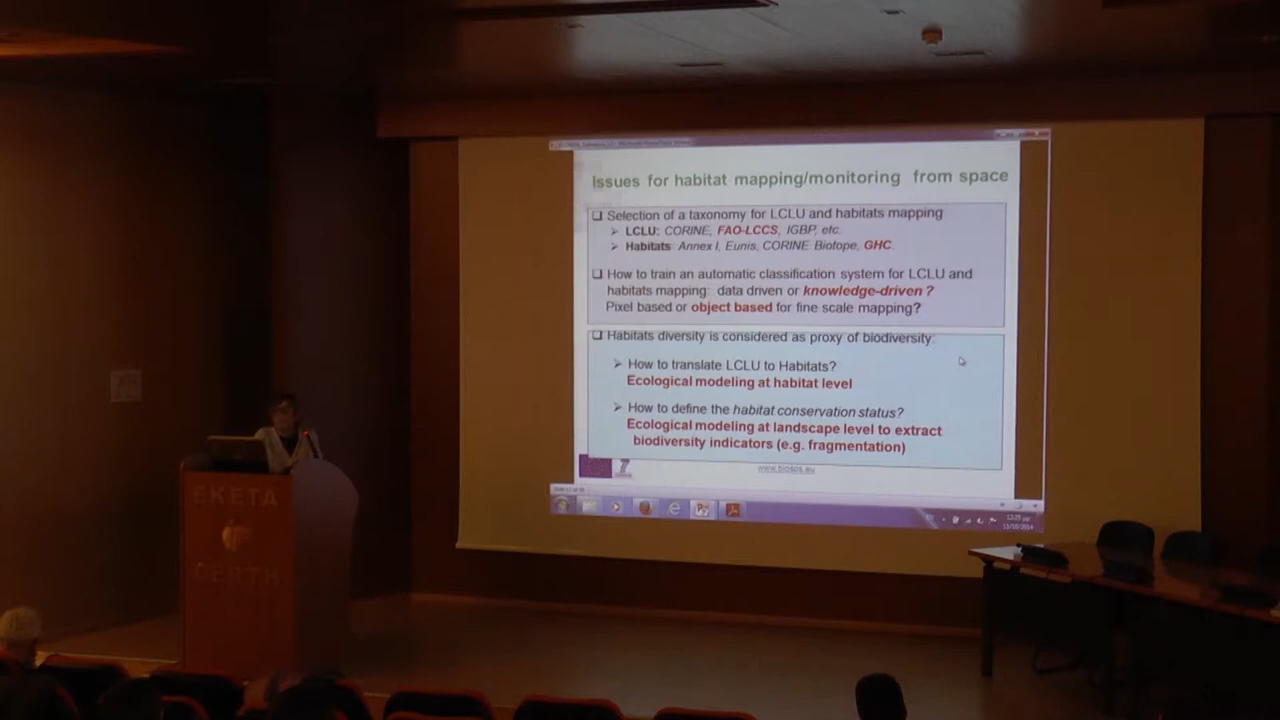 Issues for habitat mapping/monitoring from space
❑ Selection of a taxonomy for LCLU and habitats mapping
➢ LCLU: CORINE, FAO-LCCS, IGBP, etc.
➢ Habitats: Annex I, Eunis, CORINE Biotope, GHC.
❑ How to train an automatic classification system for LCLU and
habitats mapping: data driven or knowledge-driven ?
Pixel based or object based for fine scale mapping?
❑ Habitats diversity is considered as proxy of biodiversity:
➢ How to translate LCLU to Habitats?
Ecological modeling at habitat level
➢ How to define the habitat conservation status?
Ecological modeling at landscape level to extract
biodiversity indicators (e.g. fragmentation)
www.biosos.eu
EKETA
CERTH